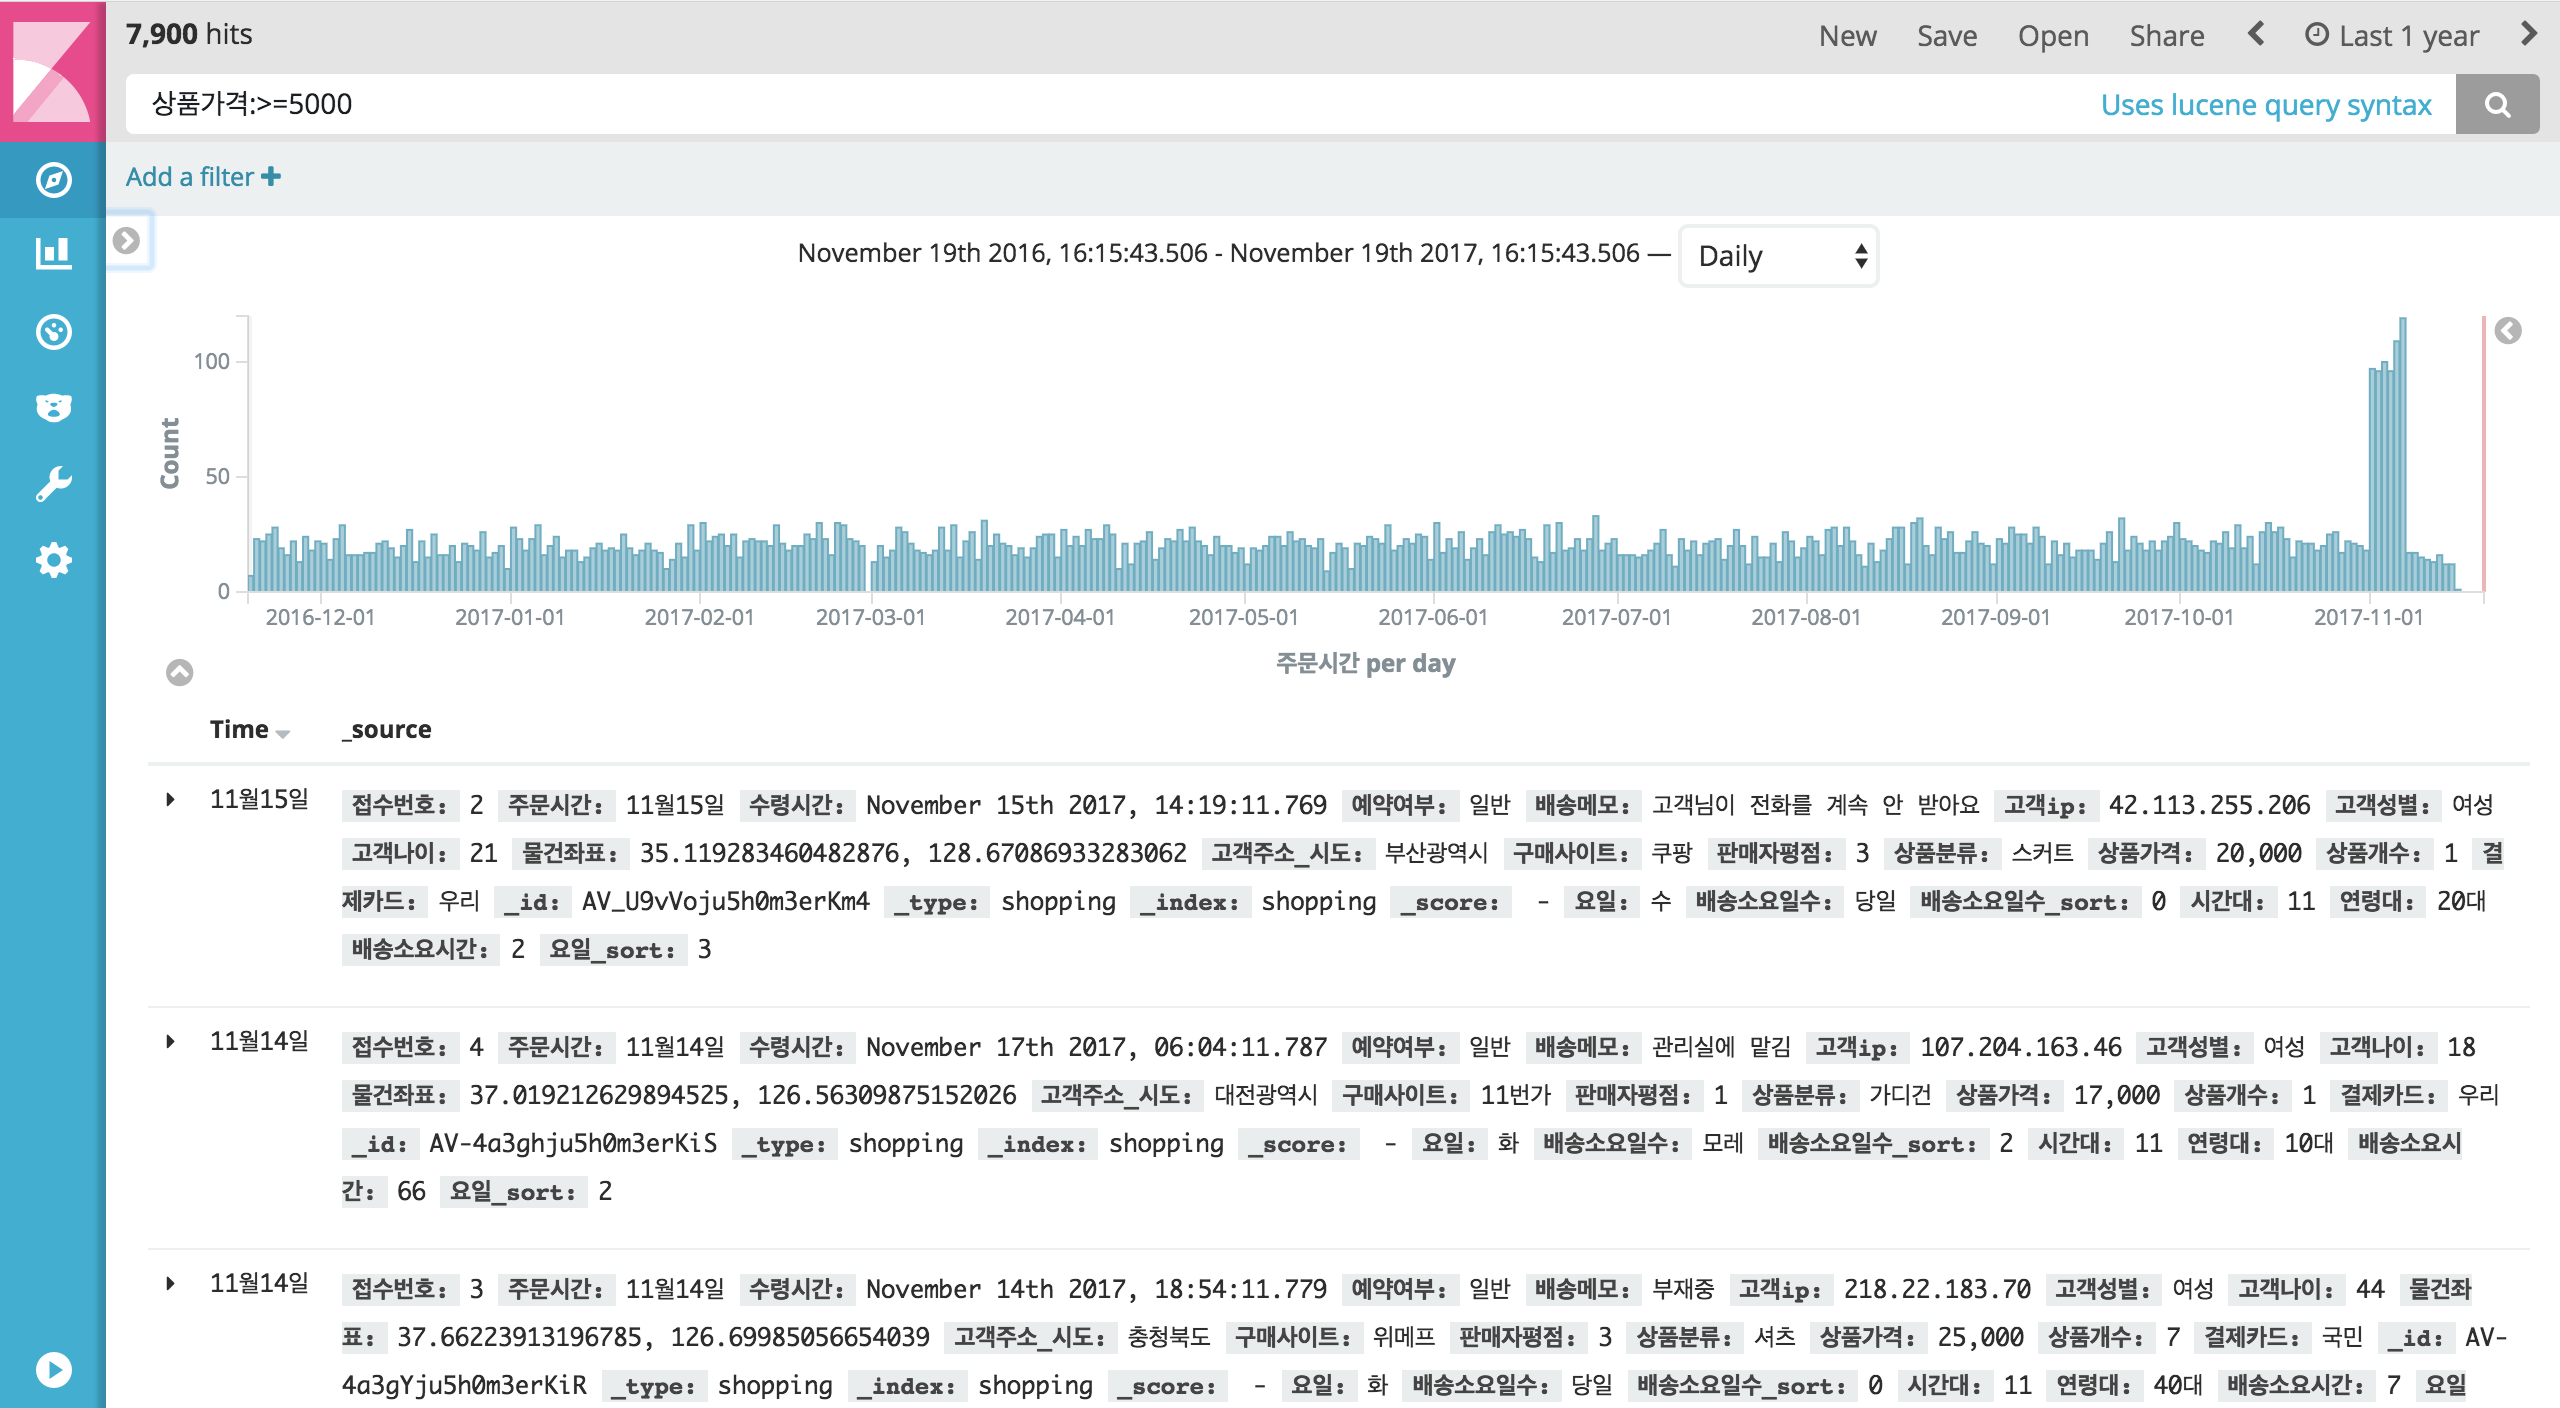 7,900 hits
New Save Open Share Last 1 year
상품가격:>=5000 Uses lucene query syntax
Add a filter
November 19th 2016, 16:15:43.506 - November 19th 2017, 16:15:43.506 — Daily
Count
100
50
0
2016-12-01 2017-01-01 2017-02-01 2017-03-01 2017-04-01 2017-05-01 2017-06-01 2017-07-01 2017-08-01 2017-09-01 2017-10-01 2017-11-01
주문시간 per day
Time _source
11월15일 접수번호: 2 주문시간: 11월15일 수령시간: November 15th 2017, 14:19:11.769 예약여부: 일반 배송메모: 고객님이 전화를 계속 안 받아요 고객ip: 42.113.255.206 고객성별: 여성
고객나이: 21 물건좌표: 35.119283460482876, 128.67086933283062 고객주소_시도: 부산광역시 구매사이트: 쿠팡 판매자평점: 3 상품분류: 스커트 상품가격: 20,000 상품개수: 1 결
제카드: 우리 _id: AV_U9vVoju5h0m3erKm4 _type: shopping _index: shopping _score: - 요일: 수 배송소요일수: 당일 배송소요일수_sort: 0 시간대: 11 연령대: 20대
배송소요시간: 2 요일_sort: 3
11월14일 접수번호: 4 주문시간: 11월14일 수령시간: November 17th 2017, 06:04:11.787 예약여부: 일반 배송메모: 관리실에 맡김 고객ip: 107.204.163.46 고객성별: 여성 고객나이: 18
물건좌표: 37.019212629894525, 126.56309875152026 고객주소_시도: 대전광역시 구매사이트: 11번가 판매자평점: 1 상품분류: 가디건 상품가격: 17,000 상품개수: 1 결제카드: 우리
_id: AV-4a3ghju5h0m3erKiS _type: shopping _index: shopping _score: - 요일: 화 배송소요일수: 모레 배송소요일수_sort: 2 시간대: 11 연령대: 10대 배송소요시
간: 66 요일_sort: 2
11월14일 접수번호: 3 주문시간: 11월14일 수령시간: November 14th 2017, 18:54:11.779 예약여부: 일반 배송메모: 부재중 고객ip: 218.22.183.70 고객성별: 여성 고객나이: 44 물건좌
표: 37.66223913196785, 126.69985056654039 고객주소_시도: 충청북도 구매사이트: 위메프 판매자평점: 3 상품분류: 셔츠 상품가격: 25,000 상품개수: 7 결제카드: 국민 _id: AV-
4a3gYju5h0m3erKiR _type: shopping _index: shopping _score: - 요일: 화 배송소요일수: 당일 배송소요일수_sort: 0 시간대: 11 연령대: 40대 배송소요시간: 7 요일